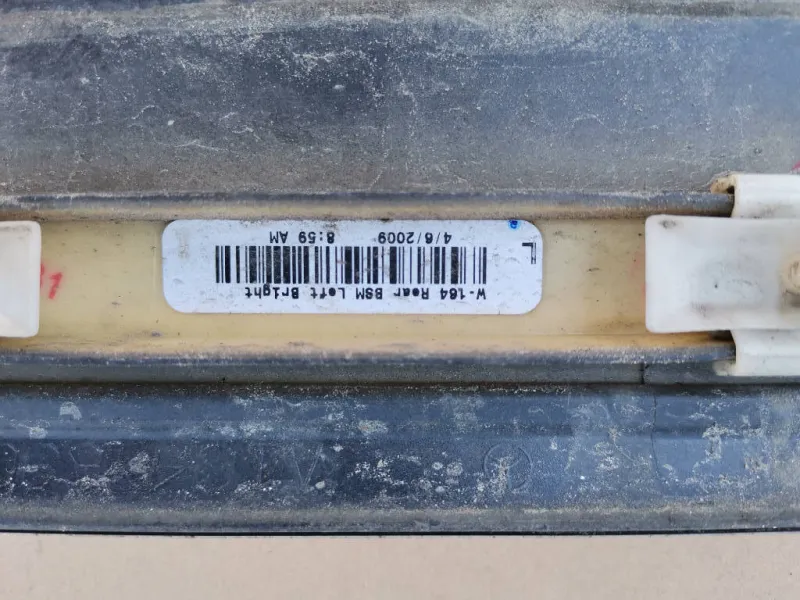 W-164 Rear BSM Left Bright
4/6/2009 8:59 AM
L